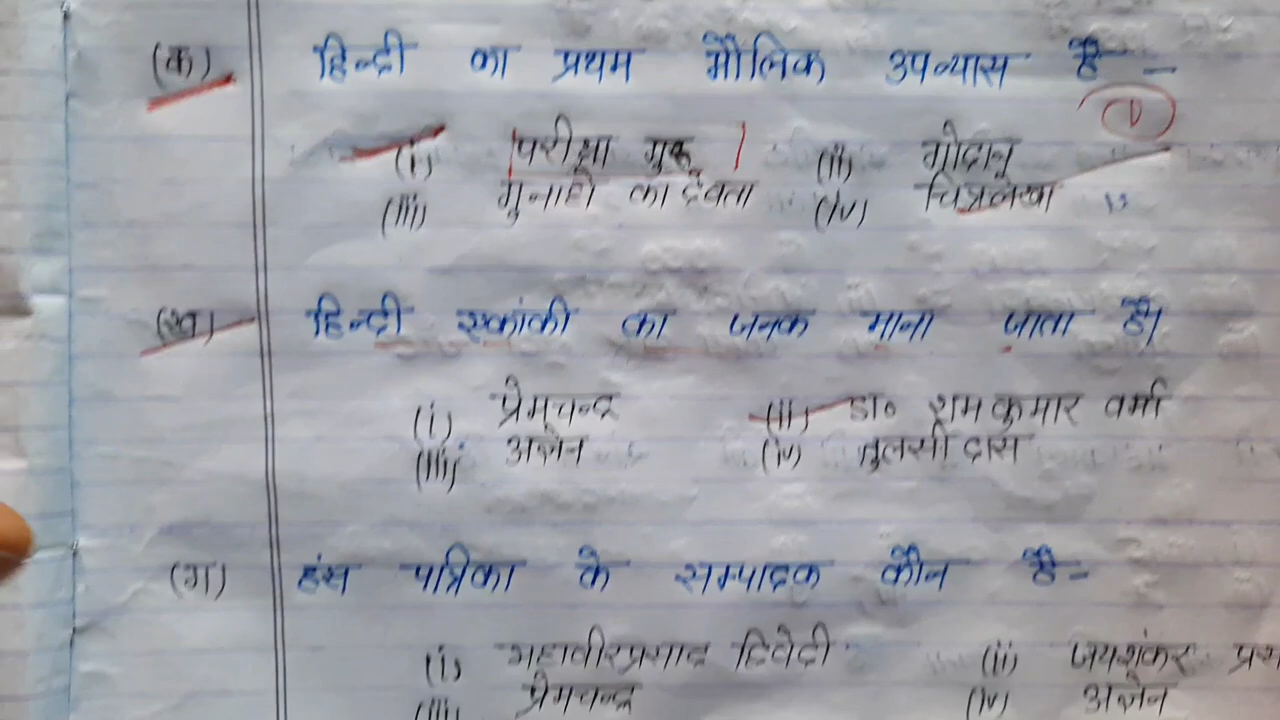 (क) हिन्दी का प्रथम मौलिक उपन्यास है -
(i) परीक्षा गुरू (ii) गोदान
(iii) गुनाहो का देवता (iv) चित्रलेखा
(ख) हिन्दी एकांकी का जनक माना जाता है।
(i) प्रेमचन्द्र (ii) डा० रामकुमार वर्मा
(iii) अज्ञेन (iv) तुलसी दास
(ग) हंस पत्रिका के सम्पादक कौन है -
(i) महावीरप्रसाद द्विवेदी (ii) जयशंकर
(iii) प्रेमचन्द्र (iv) अज्ञेन